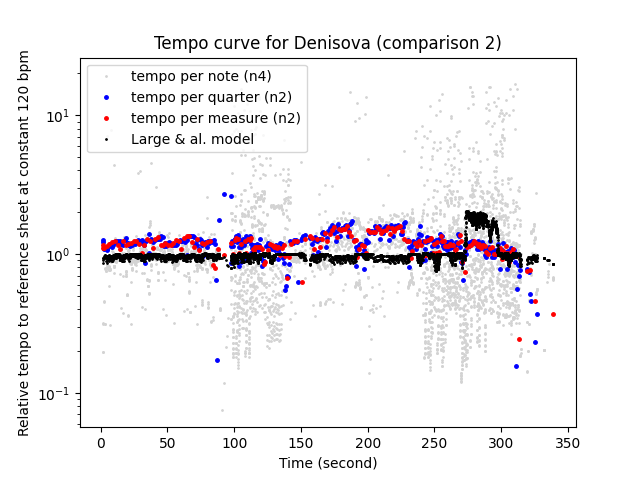 Tempo curve for Denisova (comparison 2)
tempo per note (n4)
tempo per quarter (n2)
tempo per measure (n2)
Large & al. model
Relative tempo to reference sheet at constant 120 bpm
10¹
10⁰
10⁻¹
0 50 100 150 200 250 300 350
Time (second)